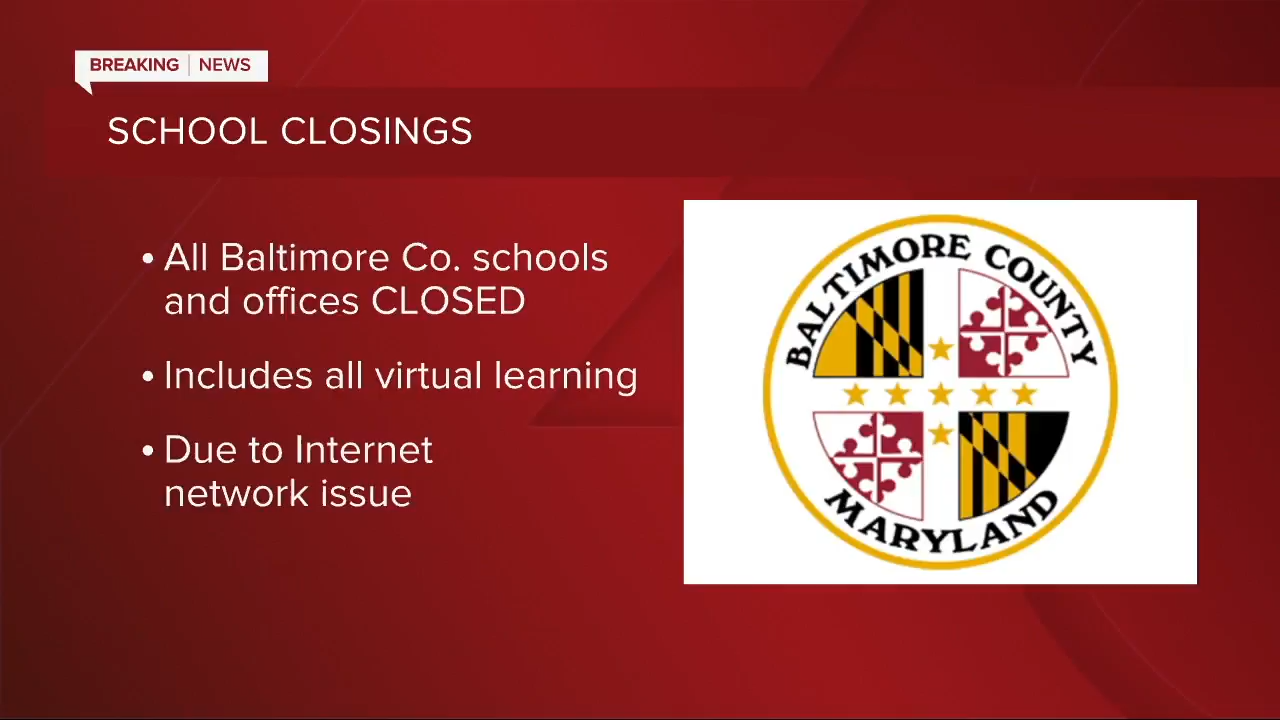 BREAKING | NEWS
SCHOOL CLOSINGS
• All Baltimore Co. schools
and offices CLOSED
• Includes all virtual learning
• Due to Internet
network issue
BALTIMORE COUNTY
MARYLAND